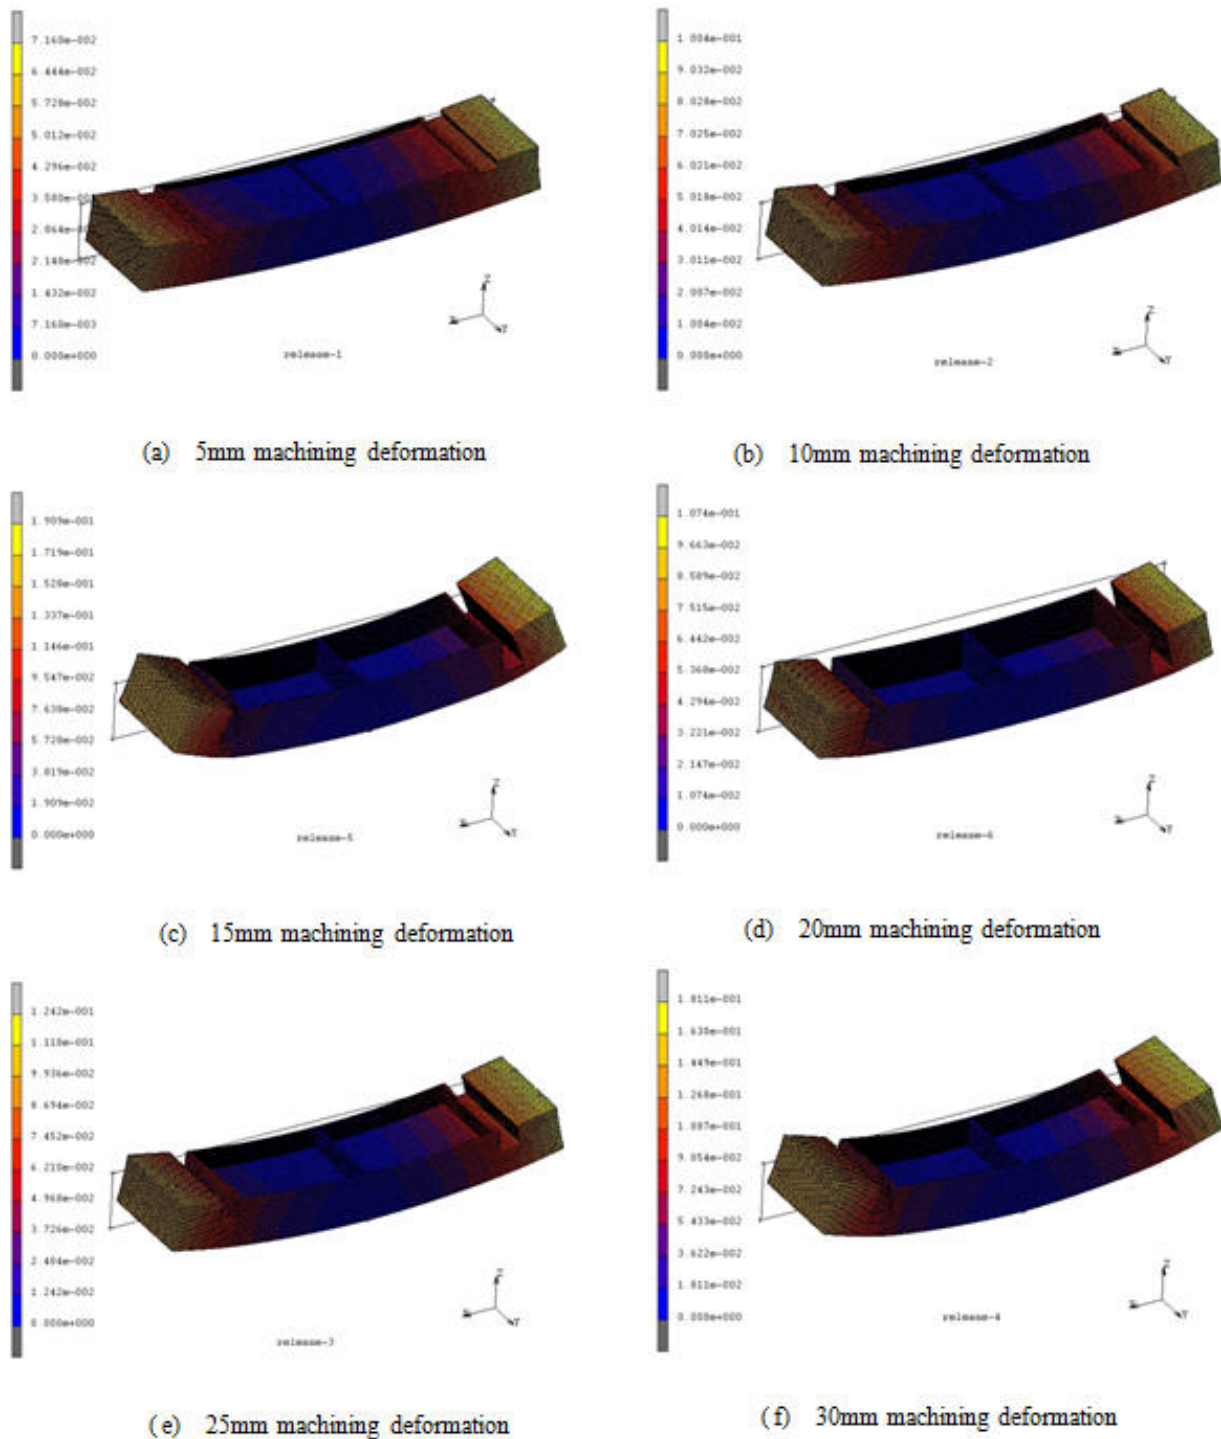 7.160e-002
6.444e-002
5.728e-002
5.012e-002
4.296e-002
2.148e-002
1.432e-002
7.160e-003
0.000e+000
Z
Y
release-1
(a) 5mm machining deformation
1.004e-001
9.032e-002
8.028e-002
7.025e-002
6.021e-002
5.018e-002
4.014e-002
3.011e-002
2.007e-002
1.004e-002
0.000e+000
Z
Y
release-2
(b) 10mm machining deformation
1.909e-001
1.719e-001
1.528e-001
1.337e-001
1.146e-001
9.547e-002
7.638e-002
5.728e-002
3.819e-002
1.909e-002
0.000e+000
Z
Y
release-5
(c) 15mm machining deformation
1.074e-001
9.663e-002
8.589e-002
7.515e-002
6.442e-002
5.368e-002
4.294e-002
3.221e-002
2.147e-002
1.074e-002
0.000e+000
Z
Y
release-6
(d) 20mm machining deformation
1.242e-001
1.118e-001
9.936e-002
8.694e-002
7.452e-002
6.210e-002
4.968e-002
3.726e-002
2.484e-002
1.242e-002
0.000e+000
Z
Y
release-3
(e) 25mm machining deformation
1.811e-001
1.630e-001
1.449e-001
1.268e-001
1.087e-001
9.054e-002
7.243e-002
5.433e-002
3.622e-002
1.811e-002
0.000e+000
Z
Y
release-4
(f) 30mm machining deformation